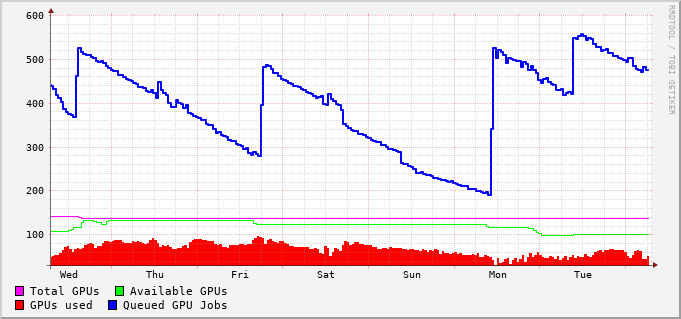 600
500
400
300
200
100
Wed Thu Fri Sat Sun Mon Tue
Total GPUs Available GPUs
GPUs used Queued GPU Jobs
RRDTOOL / TOBI OETIKER